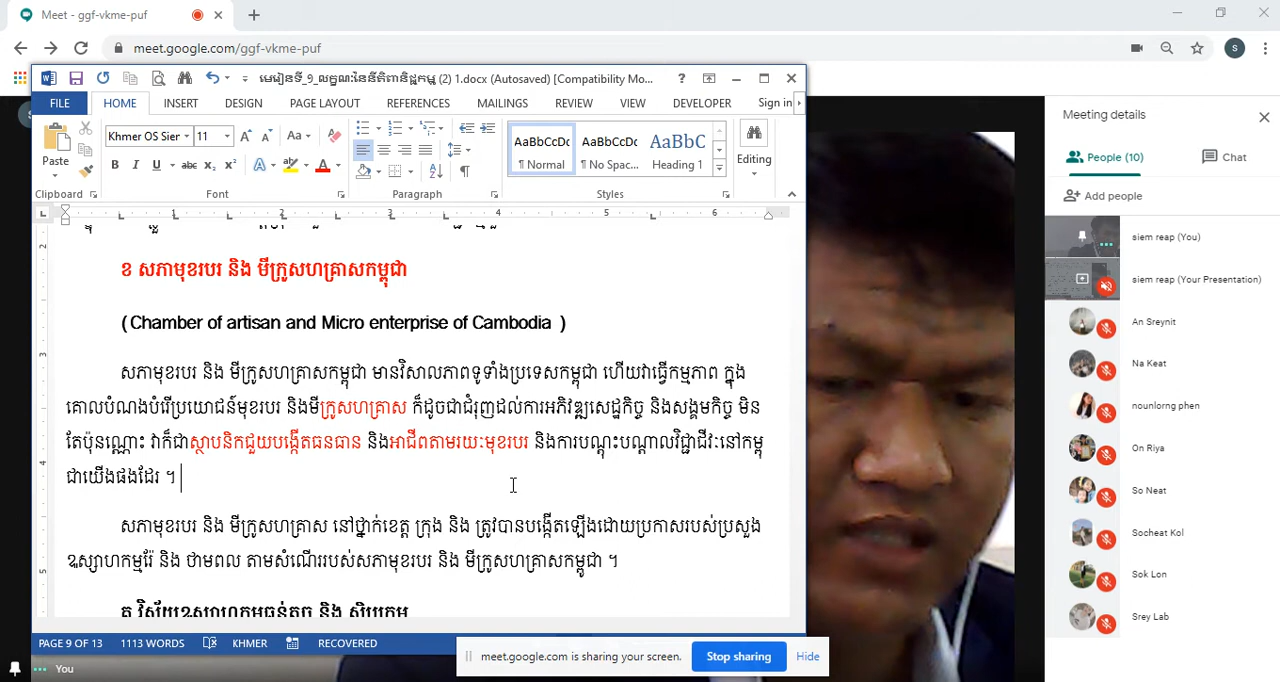 Meet - ggf-vkme-puf
meet.google.com/ggf-vkme-puf
មេរៀនទី_9_លក្ខណៈនៃនីតិពាណិជ្ជកម្ម (2) 1.docx (Autosaved) [Compatibility Mo...
FILE HOME INSERT DESIGN PAGE LAYOUT REFERENCES MAILINGS REVIEW VIEW DEVELOPER Sign in
Khmer OS Sier 11
Paste
AaBbCcDc AaBbCcDc AaBbC
¶ Normal ¶ No Spac... Heading 1
Editing
Clipboard Font Paragraph Styles
ខ សភាមុខរបរ និង មីក្រូសហគ្រាសកម្ពុជា
( Chamber of artisan and Micro enterprise of Cambodia )
សភាមុខរបរ និង មីក្រូសហគ្រាសកម្ពុជា មានវិសាលភាពទូទាំងប្រទេសកម្ពុជា ហើយវាធ្វើកម្មភាព ក្នុង
គោលបំណងបំរើប្រយោជន៍មុខរបរ និងមីក្រូសហគ្រាស ក៏ដូចជាជំរុញដល់ការអភិវឌ្ឍសេដ្ឋកិច្ច និងសង្គមកិច្ច មិន
តែប៉ុណ្ណោះ វាក៏ជាស្ថាបនិកជួយបង្កើតធនធាន និងអាជីពតាមរយៈមុខរបរ និងការបណ្តុះបណ្តាលវិជ្ជាជីវៈនៅកម្ពុ
ជាយើងផងដែរ ។
សភាមុខរបរ និង មីក្រូសហគ្រាស នៅថ្នាក់ខេត្ត ក្រុង និង ត្រូវបានបង្កើតឡើងដោយប្រកាសរបស់ប្រសួង
ឩស្សាហកម្មរ៉ែ និង ថាមពល តាមសំណើររបស់សភាមុខរបរ និង មីក្រូសហគ្រាសកម្ពុជា ។
PAGE 9 OF 13 1113 WORDS KHMER RECOVERED
meet.google.com is sharing your screen. Stop sharing Hide
You
Meeting details
People (10) Chat
Add people
siem reap (You)
siem reap (Your Presentation)
An Sreynit
Na Keat
nounlorng phen
On Riya
So Neat
Socheat Kol
Sok Lon
Srey Lab